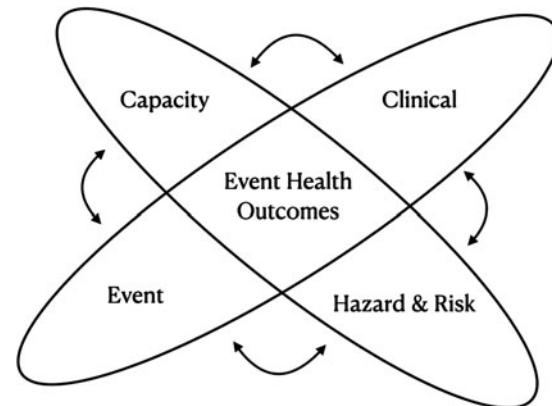 Capacity
Clinical
Event Health
Outcomes
Event
Hazard & Risk